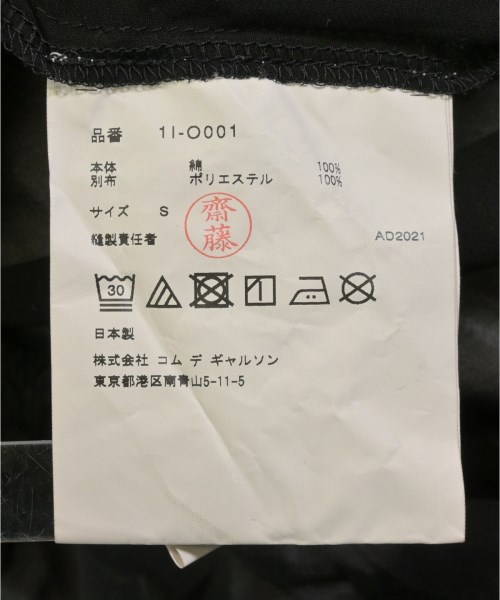 品番 1I-O001
本体 綿 100%
別布 ポリエステル 100%
サイズ S
齋藤
縫製責任者 AD2021
30
日本製
株式会社 コム デ ギャルソン
東京都港区南青山5-11-5